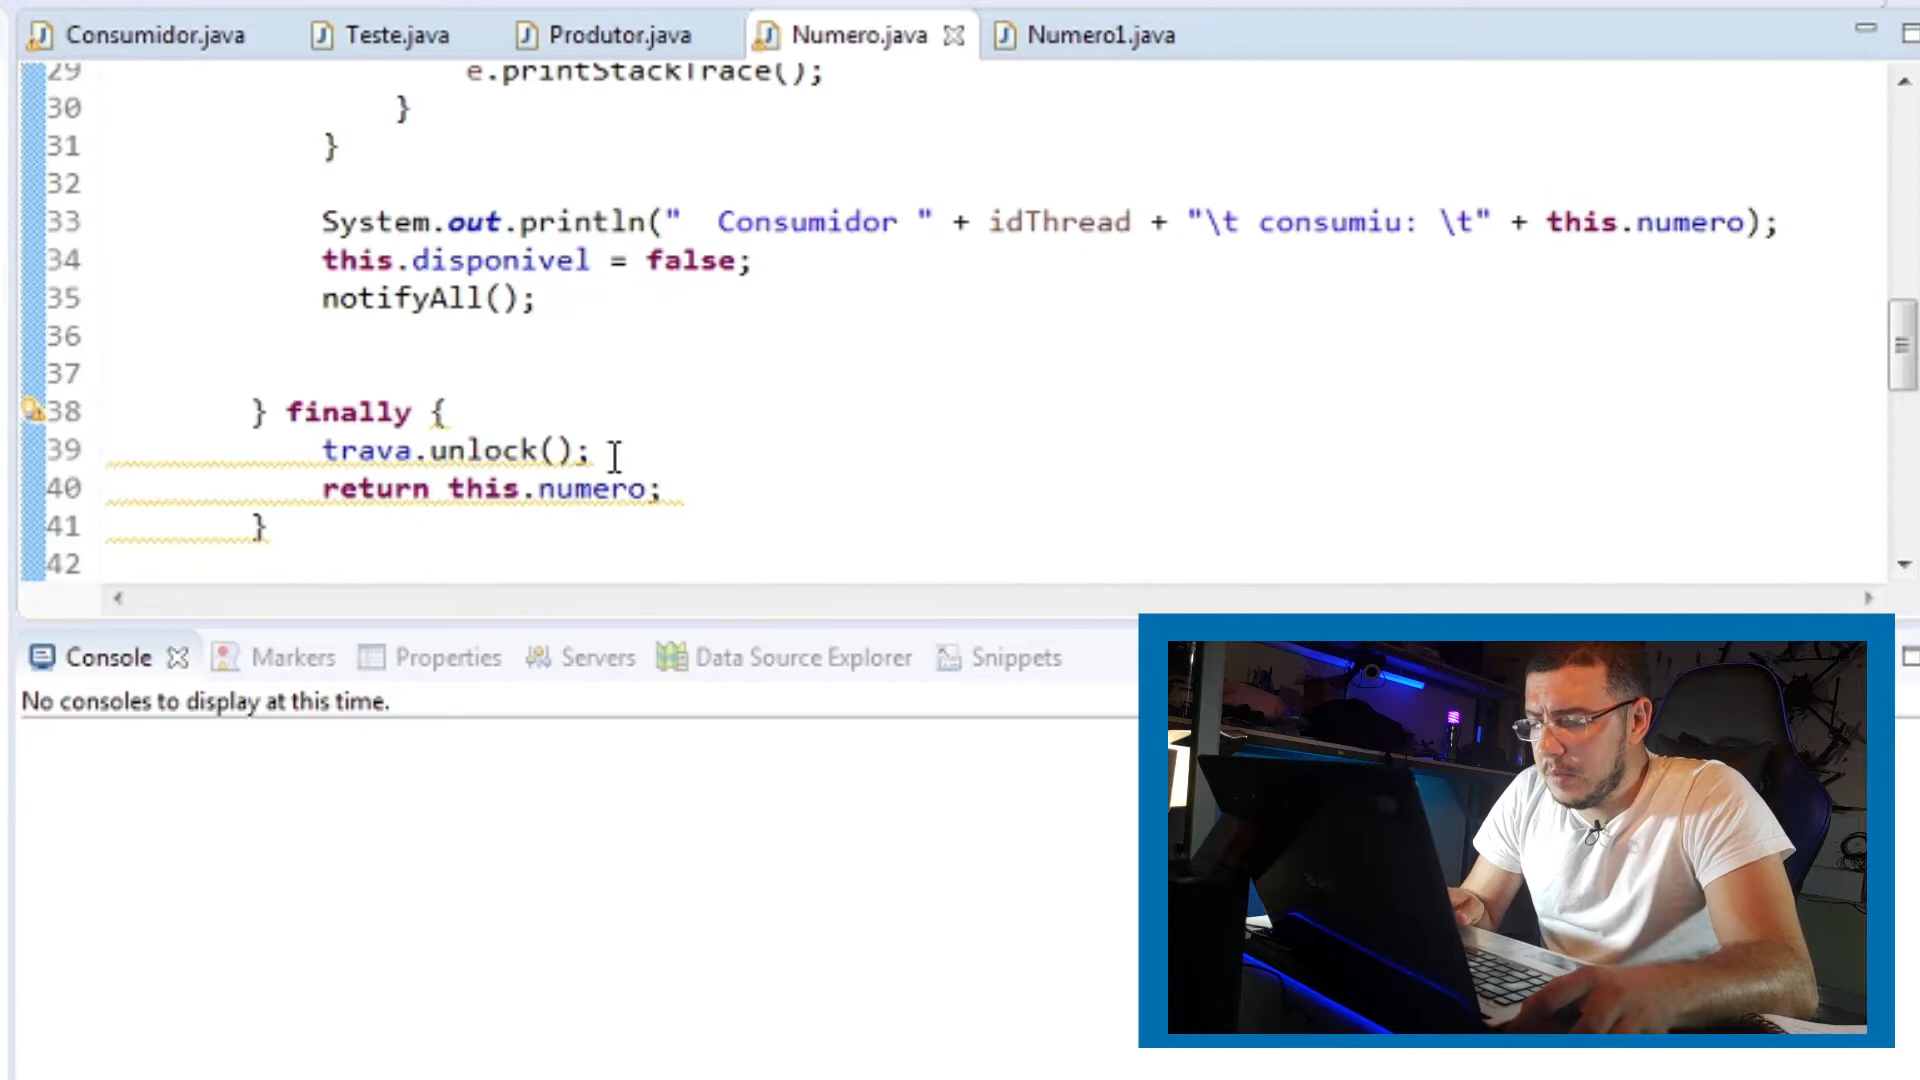 Consumidor.java Teste.java Produtor.java Numero.java Numero1.java
29 e.printStackTrace();
30 }
31 }
32
33 System.out.println("  Consumidor " + idThread + "\t consumiu: \t" + this.numero);
34 this.disponivel = false;
35 notifyAll();
36
37
38 } finally {
39 trava.unlock();
40 return this.numero;
41 }
42
Console Markers Properties Servers Data Source Explorer Snippets
No consoles to display at this time.